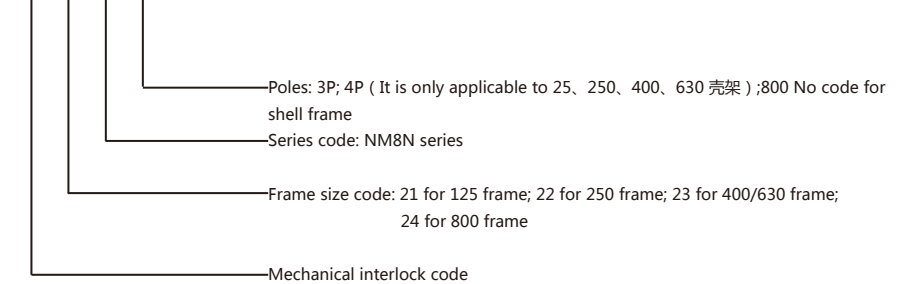 Poles: 3P; 4P ( It is only applicable to 25、250、400、630 壳架 ) ;800 No code for
shell frame
Series code: NM8N series
Frame size code: 21 for 125 frame; 22 for 250 frame; 23 for 400/630 frame;
24 for 800 frame
Mechanical interlock code